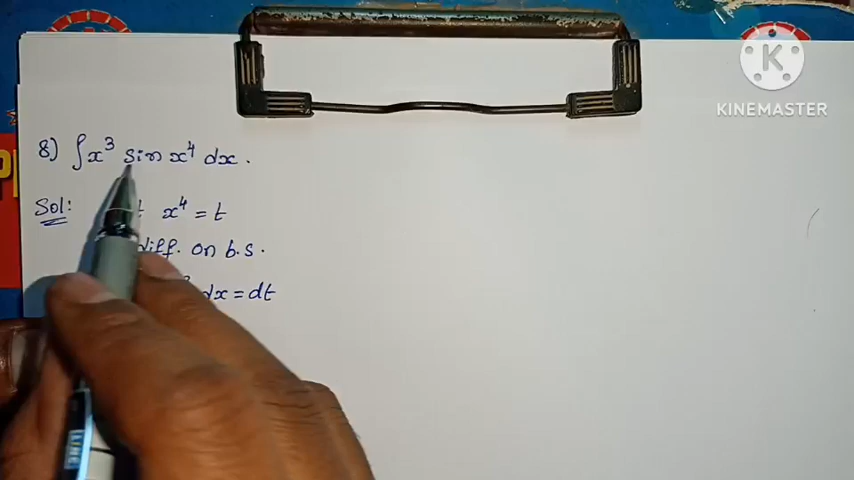 8) ∫x³ sin x⁴ dx .
Sol: x⁴ = t
diff. on b.s.
dx = dt
KINEMASTER